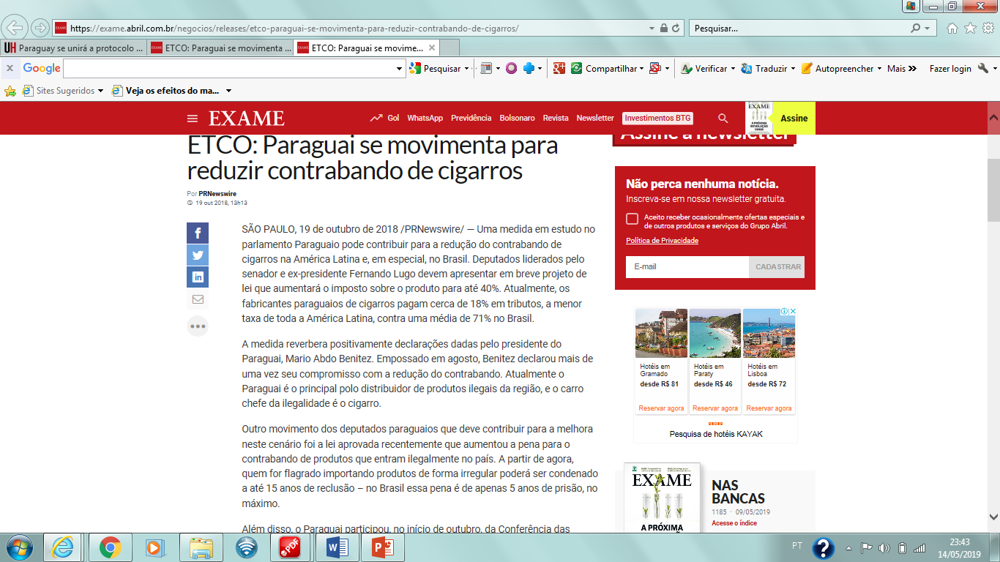 https://exame.abril.com.br/negocios/releases/etco-paraguai-se-movimenta-para-reduzir-contrabando-de-cigarros/
Pesquisar...
Paraguay se unirá a protocolo ...
ETCO: Paraguai se movimenta ...
ETCO: Paraguai se movime...
x Google
Pesquisar
Compartilhar
Verificar
Traduzir
Autopreencher
Mais »
Fazer login
Sites Sugeridos
Veja os efeitos do ma...
EXAME
Gol WhatsApp Previdência Bolsonaro Revista Newsletter Investimentos BTG
EXAME
Assine
Assine a newsletter
ETCO: Paraguai se movimenta para
reduzir contrabando de cigarros
Por PRNewswire
19 out 2018, 13h13
SÃO PAULO, 19 de outubro de 2018 /PRNewswire/ — Uma medida em estudo no
parlamento Paraguaio pode contribuir para a redução do contrabando de
cigarros na América Latina e, em especial, no Brasil. Deputados liderados pelo
senador e ex-presidente Fernando Lugo devem apresentar em breve projeto de
lei que aumentará o imposto sobre o produto para até 40%. Atualmente, os
fabricantes paraguaios de cigarros pagam cerca de 18% em tributos, a menor
taxa de toda a América Latina, contra uma média de 71% no Brasil.
A medida reverbera positivamente declarações dadas pelo presidente do
Paraguai, Mario Abdo Benitez. Empossado em agosto, Benitez declarou mais de
uma vez seu compromisso com a redução do contrabando. Atualmente o
Paraguai é o principal polo distribuidor de produtos ilegais da região, e o carro
chefe da ilegalidade é o cigarro.
Outro movimento dos deputados paraguaios que deve contribuir para a melhora
neste cenário foi a lei aprovada recentemente que aumentou a pena para o
contrabando de produtos que entram ilegalmente no país. A partir de agora,
quem for flagrado importando produtos de forma irregular poderá ser condenado
a até 15 anos de reclusão – no Brasil essa pena é de apenas 5 anos de prisão, no
máximo.
Além disso, o Paraguai participou, no início de outubro, da Conferência das
Não perca nenhuma notícia.
Inscreva-se em nossa newsletter gratuita.
Aceito receber ocasionalmente ofertas especiais e
de outros produtos e serviços do Grupo Abril.
Política de Privacidade
E-mail
CADASTRAR
Hotéis em
Gramado
desde R$ 81
Reservar agora
Hotéis em
Paraty
desde R$ 46
Reservar agora
Hotéis em
Lisboa
desde R$ 72
Reservar agora
Pesquisa de hotéis KAYAK
EXAME
A PRÓXIMA
NAS
BANCAS
1185 - 09/05/2019
Acesse o índice
PDF
PT
23:43
14/05/2019